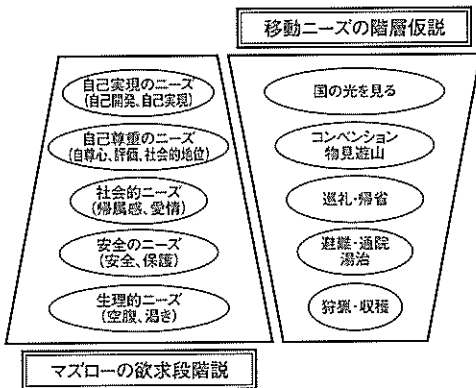 移動ニーズの階層仮説
自己実現のニーズ
(自己開発、自己実現)
自己尊重のニーズ
(自尊心、評価、社会的地位)
社会的ニーズ
(帰属感、愛情)
安全のニーズ
(安全、保護)
生理的ニーズ
(空腹、渇き)
国の光を見る
コンベンション
物見遊山
巡礼・帰省
避難・通院
湯治
狩猟・収穫
マズローの欲求段階説